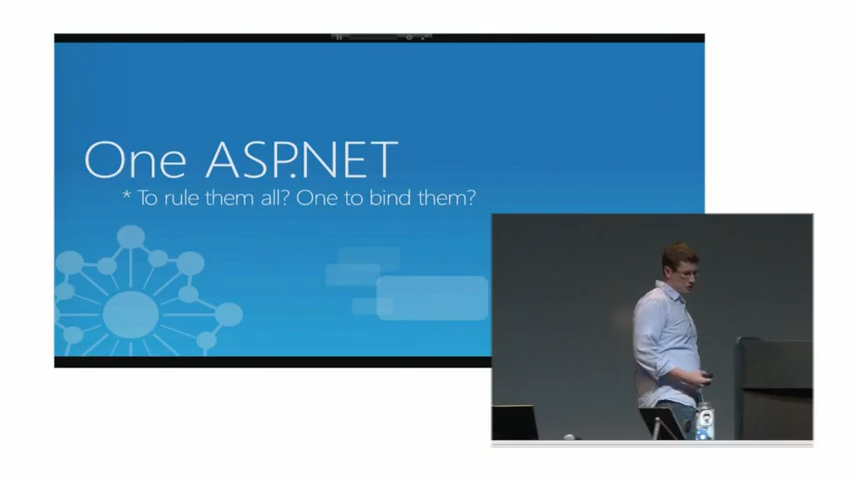 One ASP.NET
* To rule them all? One to bind them?